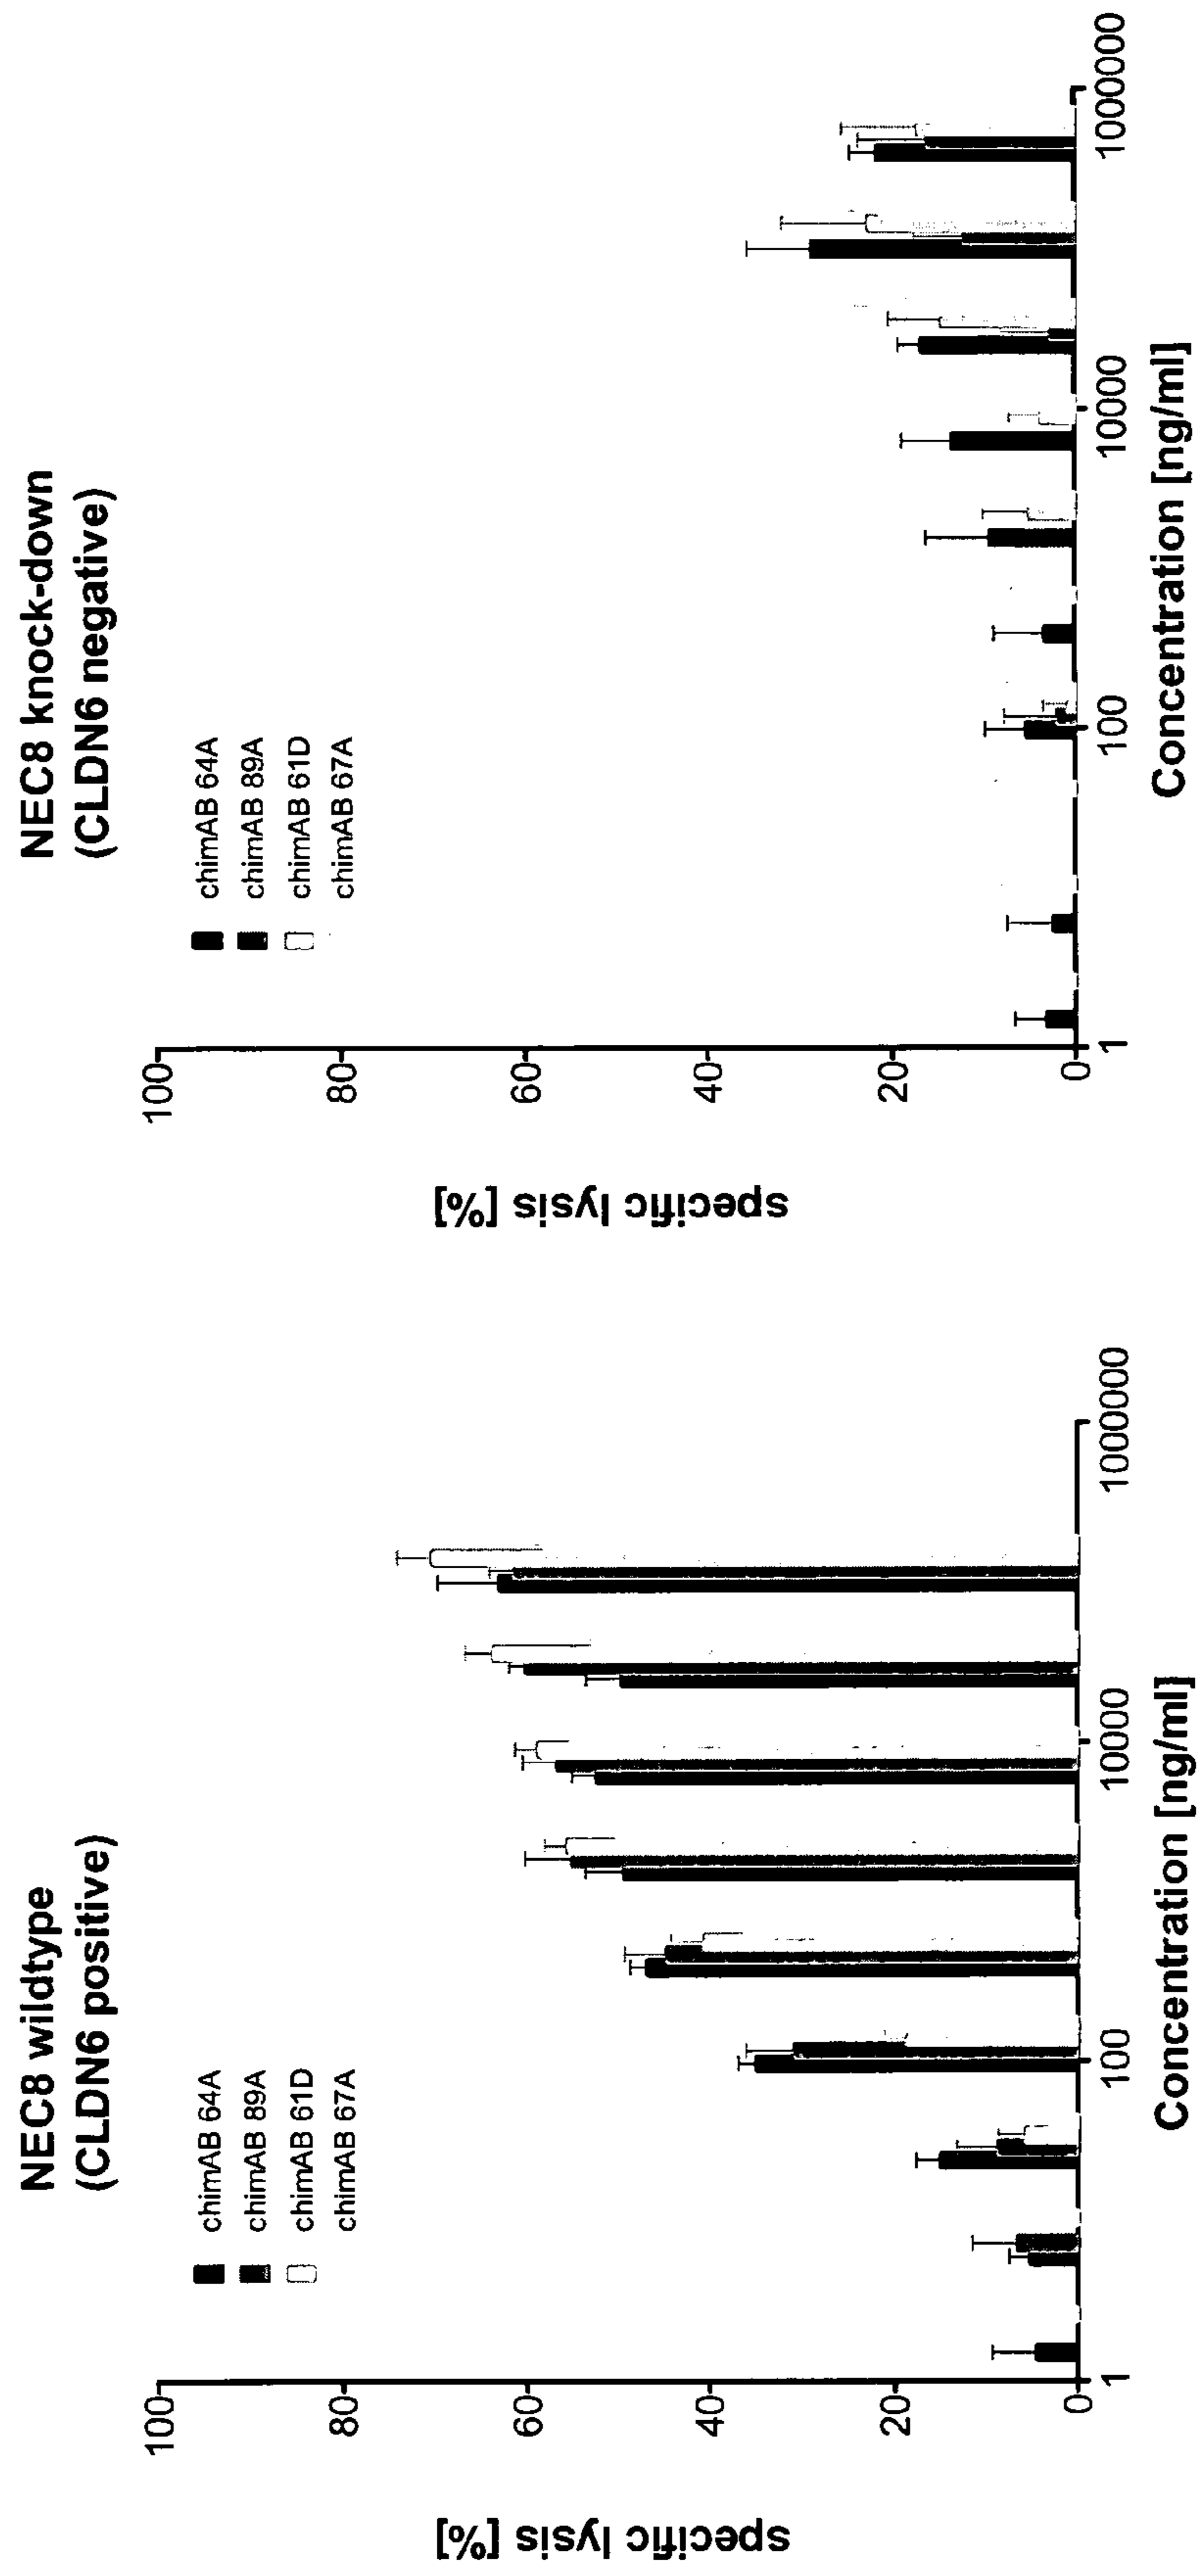 NEC8 wildtype
(CLDN6 positive)
chimAB 64A
chimAB 89A
chimAB 61D
chimAB 67A
specific lysis [%]
100
80
60
40
20
0
1
100
10000
1000000
Concentration [ng/ml]
NEC8 knock-down
(CLDN6 negative)
chimAB 64A
chimAB 89A
chimAB 61D
chimAB 67A
specific lysis [%]
100
80
60
40
20
0
1
100
10000
1000000
Concentration [ng/ml]